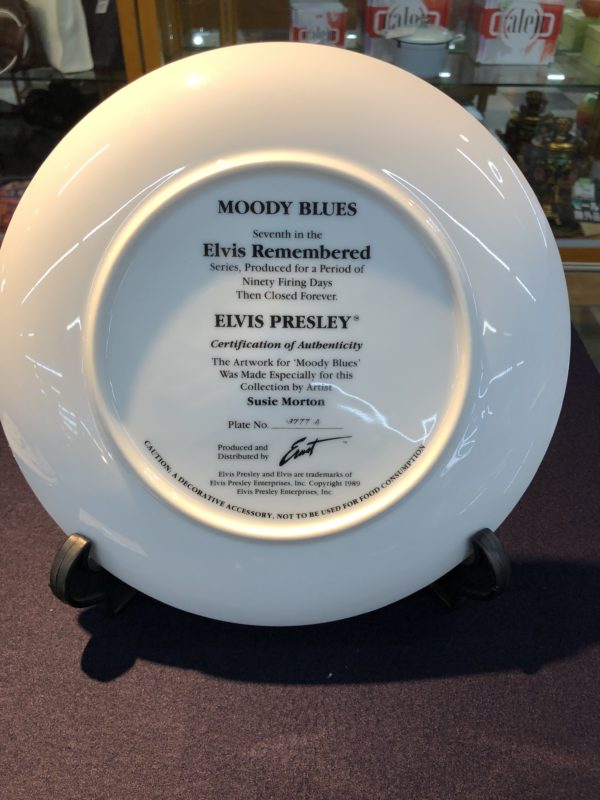 MOODY BLUES
Seventh in the
Elvis Remembered
Series, Produced for a Period of
Ninety Firing Days
Then Closed Forever.
ELVIS PRESLEY®
Certification of Authenticity
The Artwork for ‘Moody Blues’
Was Made Especially for this
Collection by Artist
Susie Morton
Plate No. 3777 A
Produced and
Distributed by Ernst ™
Elvis Presley and Elvis are trademarks of
Elvis Presley Enterprises, Inc. Copyright 1989
Elvis Presley Enterprises, Inc.
CAUTION: A DECORATIVE ACCESSORY, NOT TO BE USED FOR FOOD CONSUMPTION